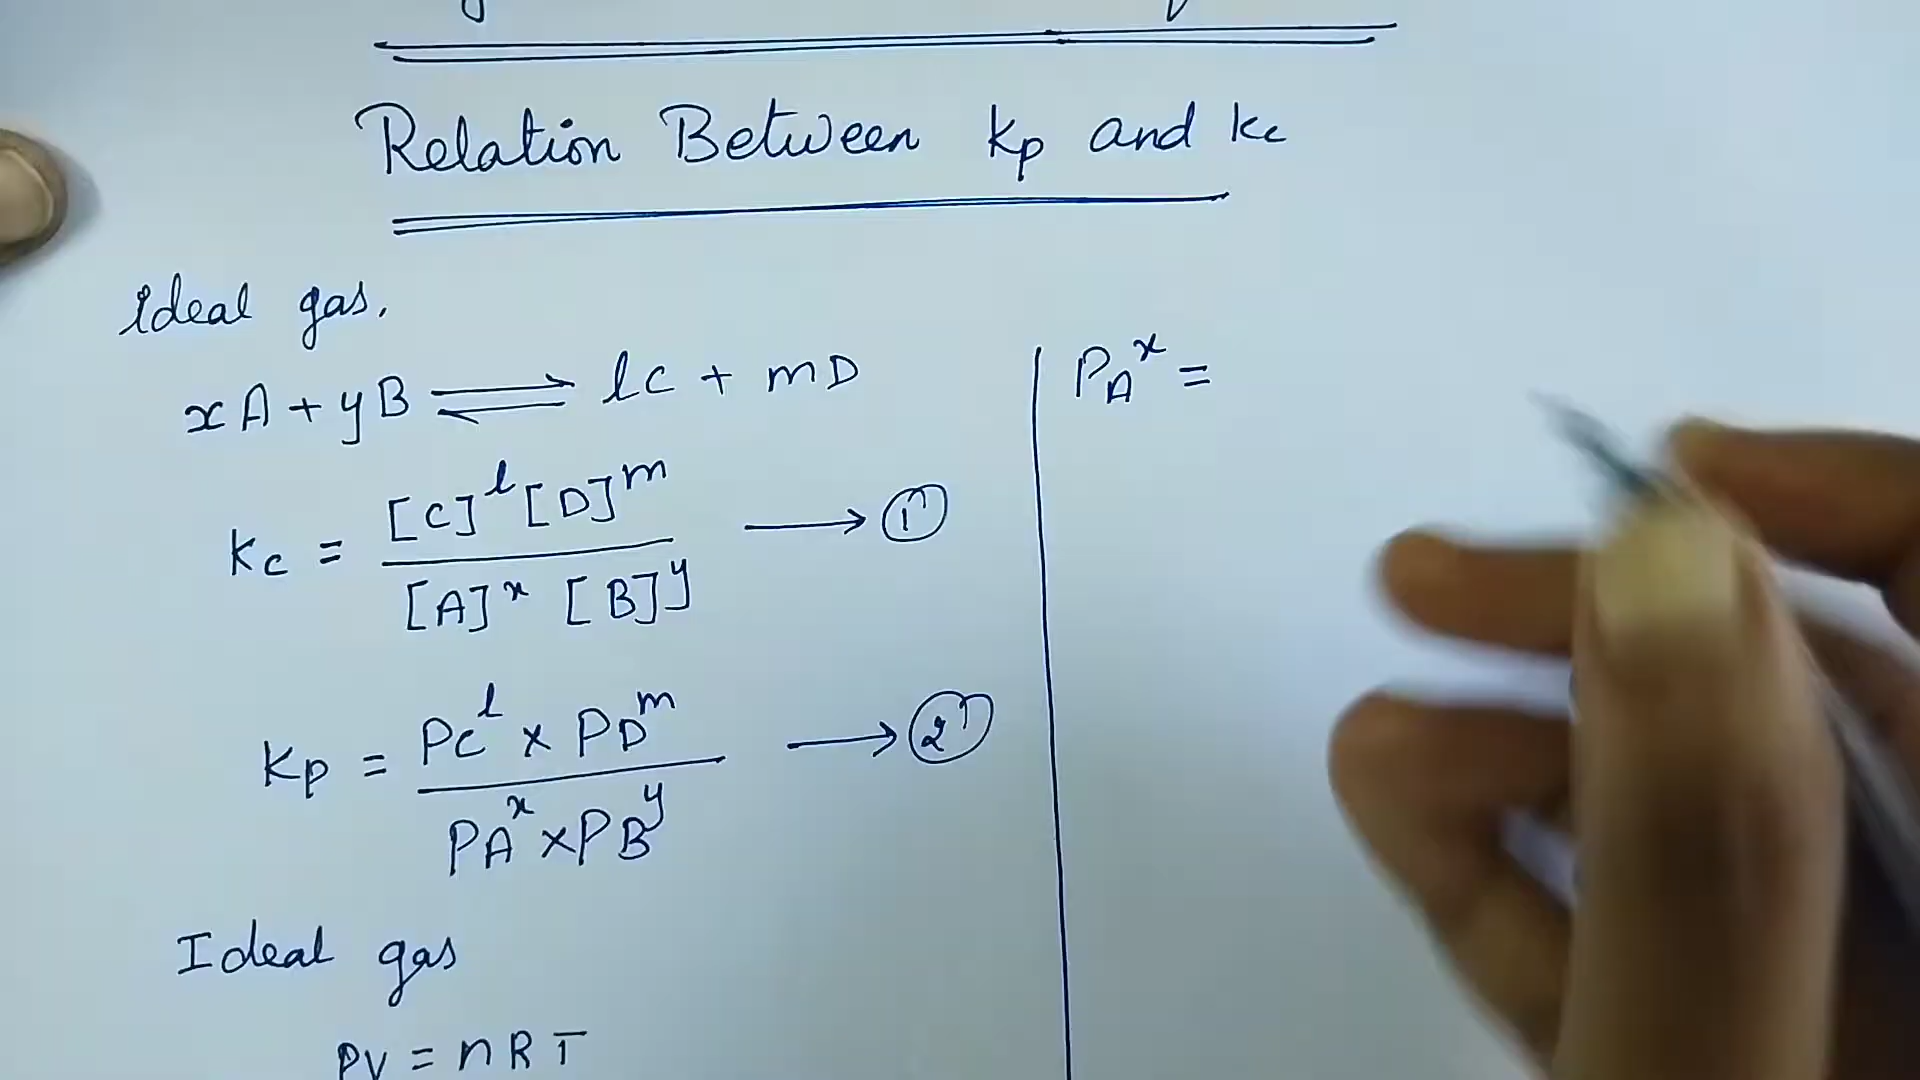 Relation Between Kp and Kc
Ideal gas.
xA + yB ⇌ lC + mD
Kc = [C]^l [D]^m / [A]^x [B]^y → ①
Kp = PC^l × PD^m / PA^x × PB^y → ②
Ideal gas
PV = nRT
PA^x =